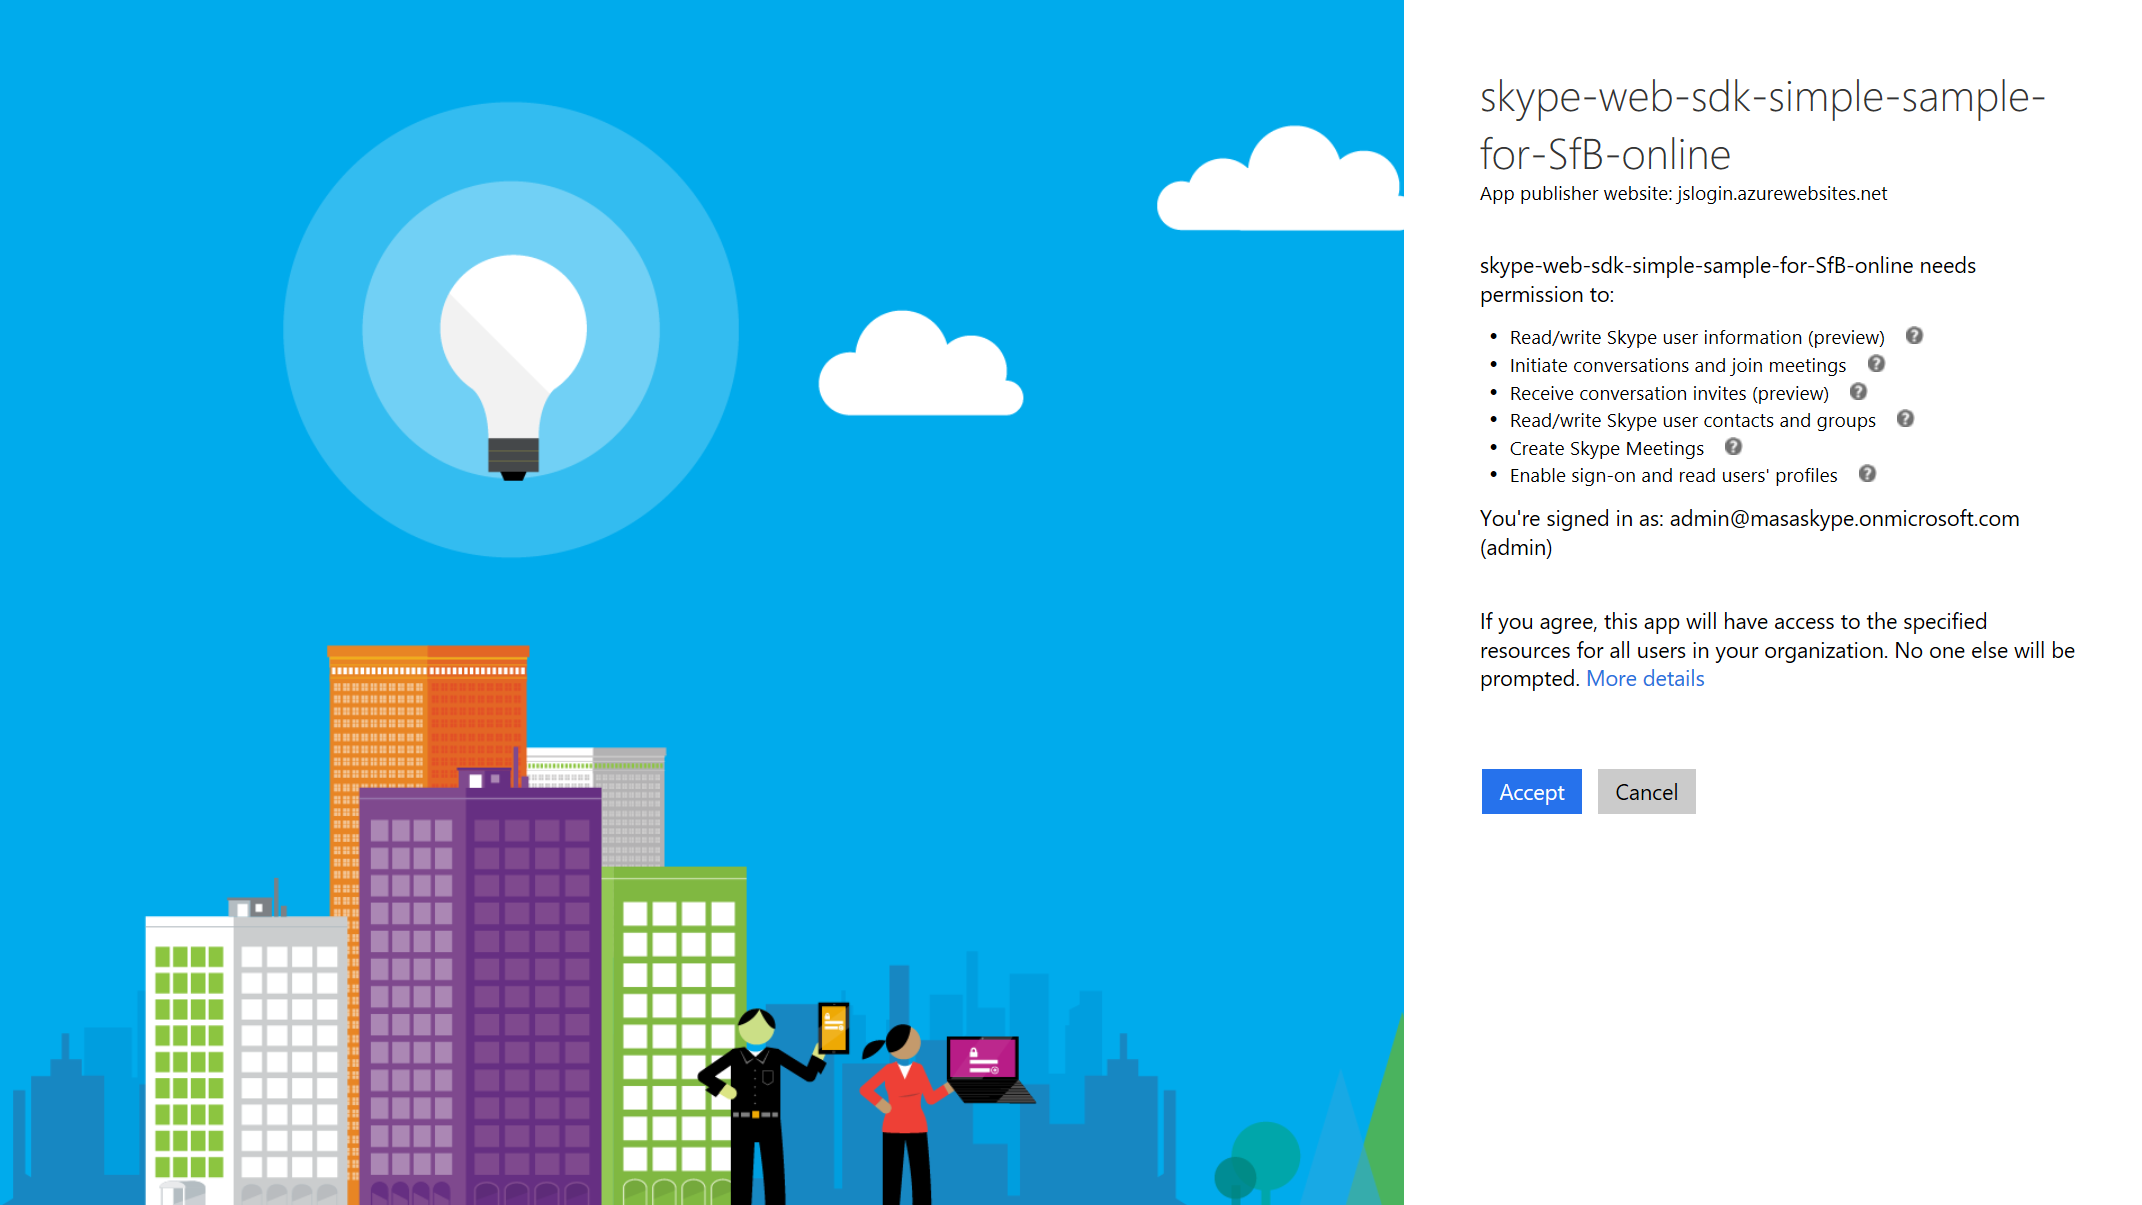 skype-web-sdk-simple-sample-
for-SfB-online
App publisher website: jslogin.azurewebsites.net
skype-web-sdk-simple-sample-for-SfB-online needs
permission to:
• Read/write Skype user information (preview)
• Initiate conversations and join meetings
• Receive conversation invites (preview)
• Read/write Skype user contacts and groups
• Create Skype Meetings
• Enable sign-on and read users' profiles
You're signed in as: admin@masaskype.onmicrosoft.com
(admin)
If you agree, this app will have access to the specified
resources for all users in your organization. No one else will be
prompted. More details
Accept Cancel